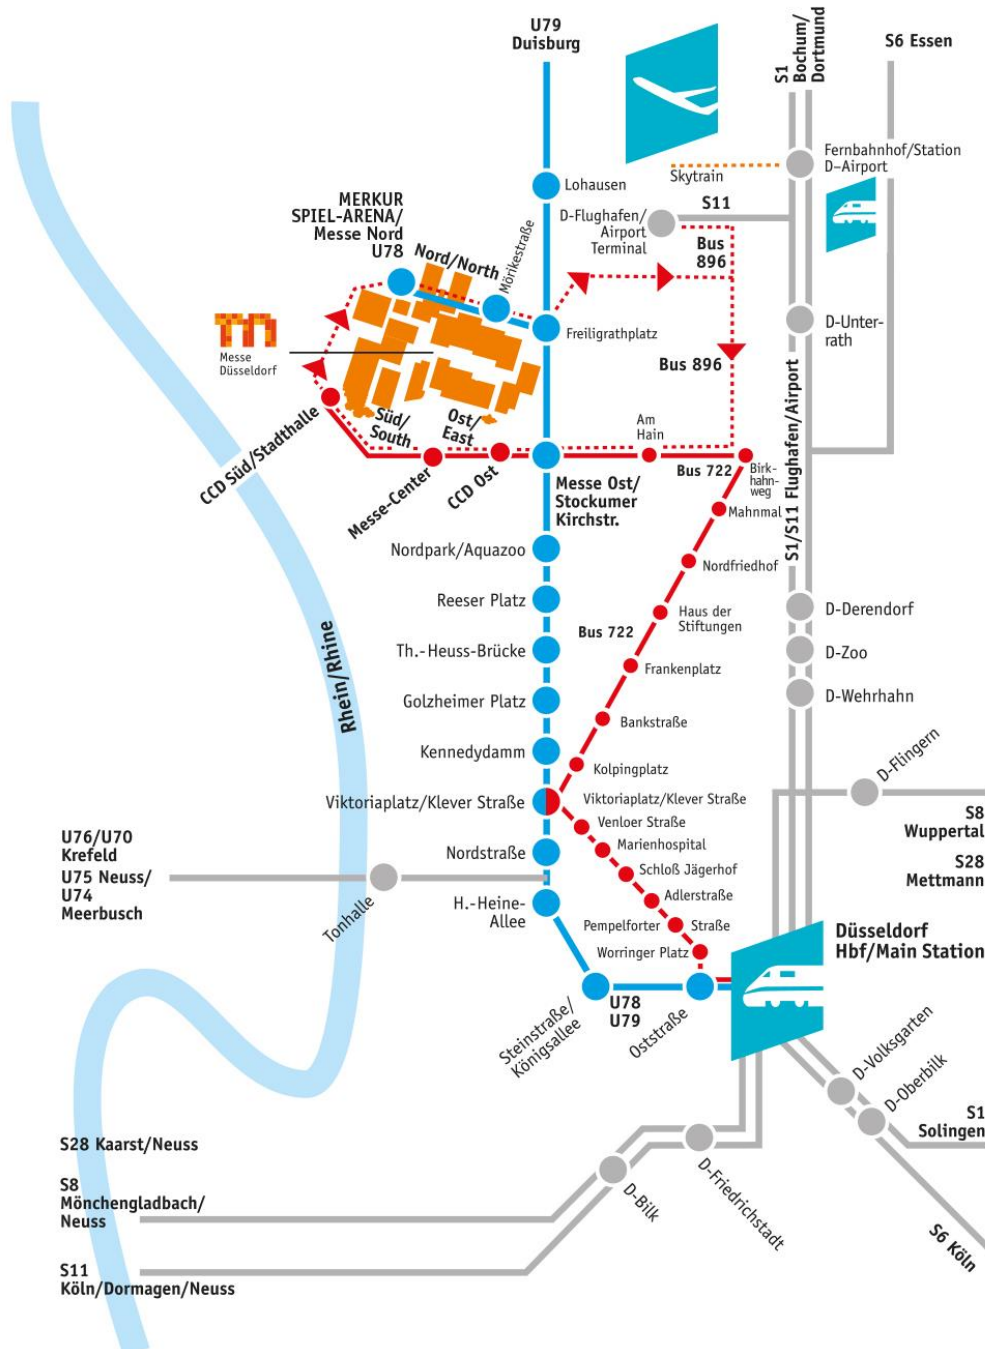 U79
Duisburg
S1
Bochum/
Dortmund
S6 Essen
Fernbahnhof/Station
D–Airport
Skytrain
Lohausen
S11
D-Flughafen/
Airport
Terminal
Bus
896
MERKUR
SPIEL-ARENA/
Messe Nord
U78
Nord/North
Mörikestraße
Freiligrathplatz
D-Unter-
rath
Messe
Düsseldorf
Bus 896
S1/S11 Flughafen/Airport
CCD Süd/Stadthalle
Süd/
South
Ost/
East
Am
Hain
Messe-Center
CCD Ost
Messe Ost/
Stockumer
Kirchstr.
Bus 722
Birk-
hahn-
weg
Mahnmal
Nordpark/Aquazoo
Nordfriedhof
Reeser Platz
Haus der
Stiftungen
D-Derendorf
Bus 722
Th.-Heuss-Brücke
D-Zoo
Rhein/Rhine
Frankenplatz
Golzheimer Platz
D-Wehrhahn
Bankstraße
Kennedydamm
Kolpingplatz
D-Flingern
Viktoriaplatz/Klever Straße
Viktoriaplatz/Klever Straße
S8
Wuppertal
Venloer Straße
U76/U70
Krefeld
U75 Neuss/
U74
Meerbusch
Nordstraße
Marienhospital
S28
Mettmann
Schloß Jägerhof
Tonhalle
H.-Heine-
Allee
Adlerstraße
Pempelforter Straße
Worringer Platz
Düsseldorf
Hbf/Main Station
U78
U79
Steinstraße/
Königsallee
Oststraße
D-Volksgarten
D-Oberbilk
S1
Solingen
S28 Kaarst/Neuss
S8
Mönchengladbach/
Neuss
D-Bilk
D-Friedrichstadt
S6 Köln
S11
Köln/Dormagen/Neuss